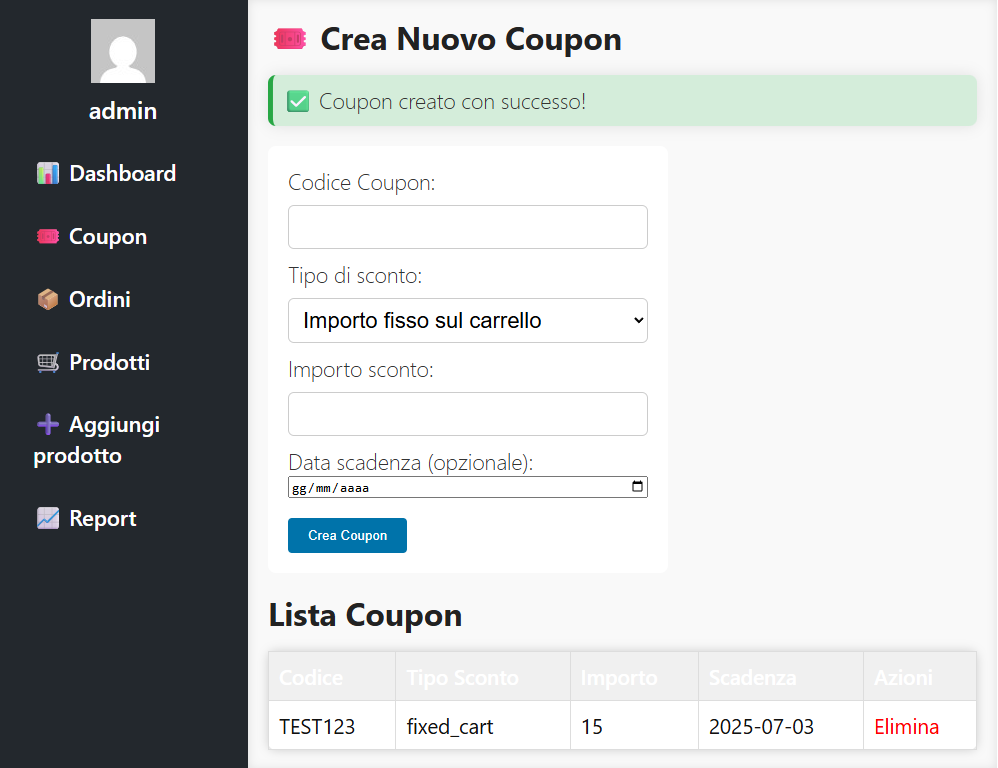 admin
Dashboard
Coupon
Ordini
Prodotti
Aggiungi
prodotto
Report
Crea Nuovo Coupon
Coupon creato con successo!
Codice Coupon:
Tipo di sconto:
Importo fisso sul carrello
Importo sconto:
Data scadenza (opzionale):
gg/mm/aaaa
Crea Coupon
Lista Coupon
Codice Tipo Sconto Importo Scadenza Azioni
TEST123 fixed_cart 15 2025-07-03 Elimina